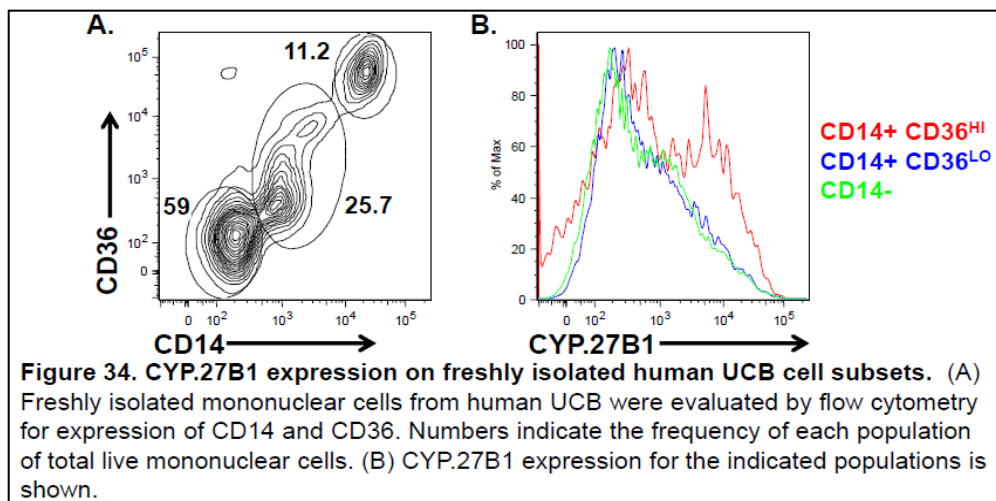 A.
11.2
10⁵
10⁴
10³
10²
0
59
25.7
CD36
0 10² 10³ 10⁴ 10⁵
CD14
B.
100
80
60
40
20
0
% of Max
0 10² 10³ 10⁴ 10⁵
CYP.27B1
CD14+ CD36ᴴᴵ
CD14+ CD36ᴸᴼ
CD14-
Figure 34. CYP.27B1 expression on freshly isolated human UCB cell subsets. (A)
Freshly isolated mononuclear cells from human UCB were evaluated by flow cytometry
for expression of CD14 and CD36. Numbers indicate the frequency of each population
of total live mononuclear cells. (B) CYP.27B1 expression for the indicated populations is
shown.